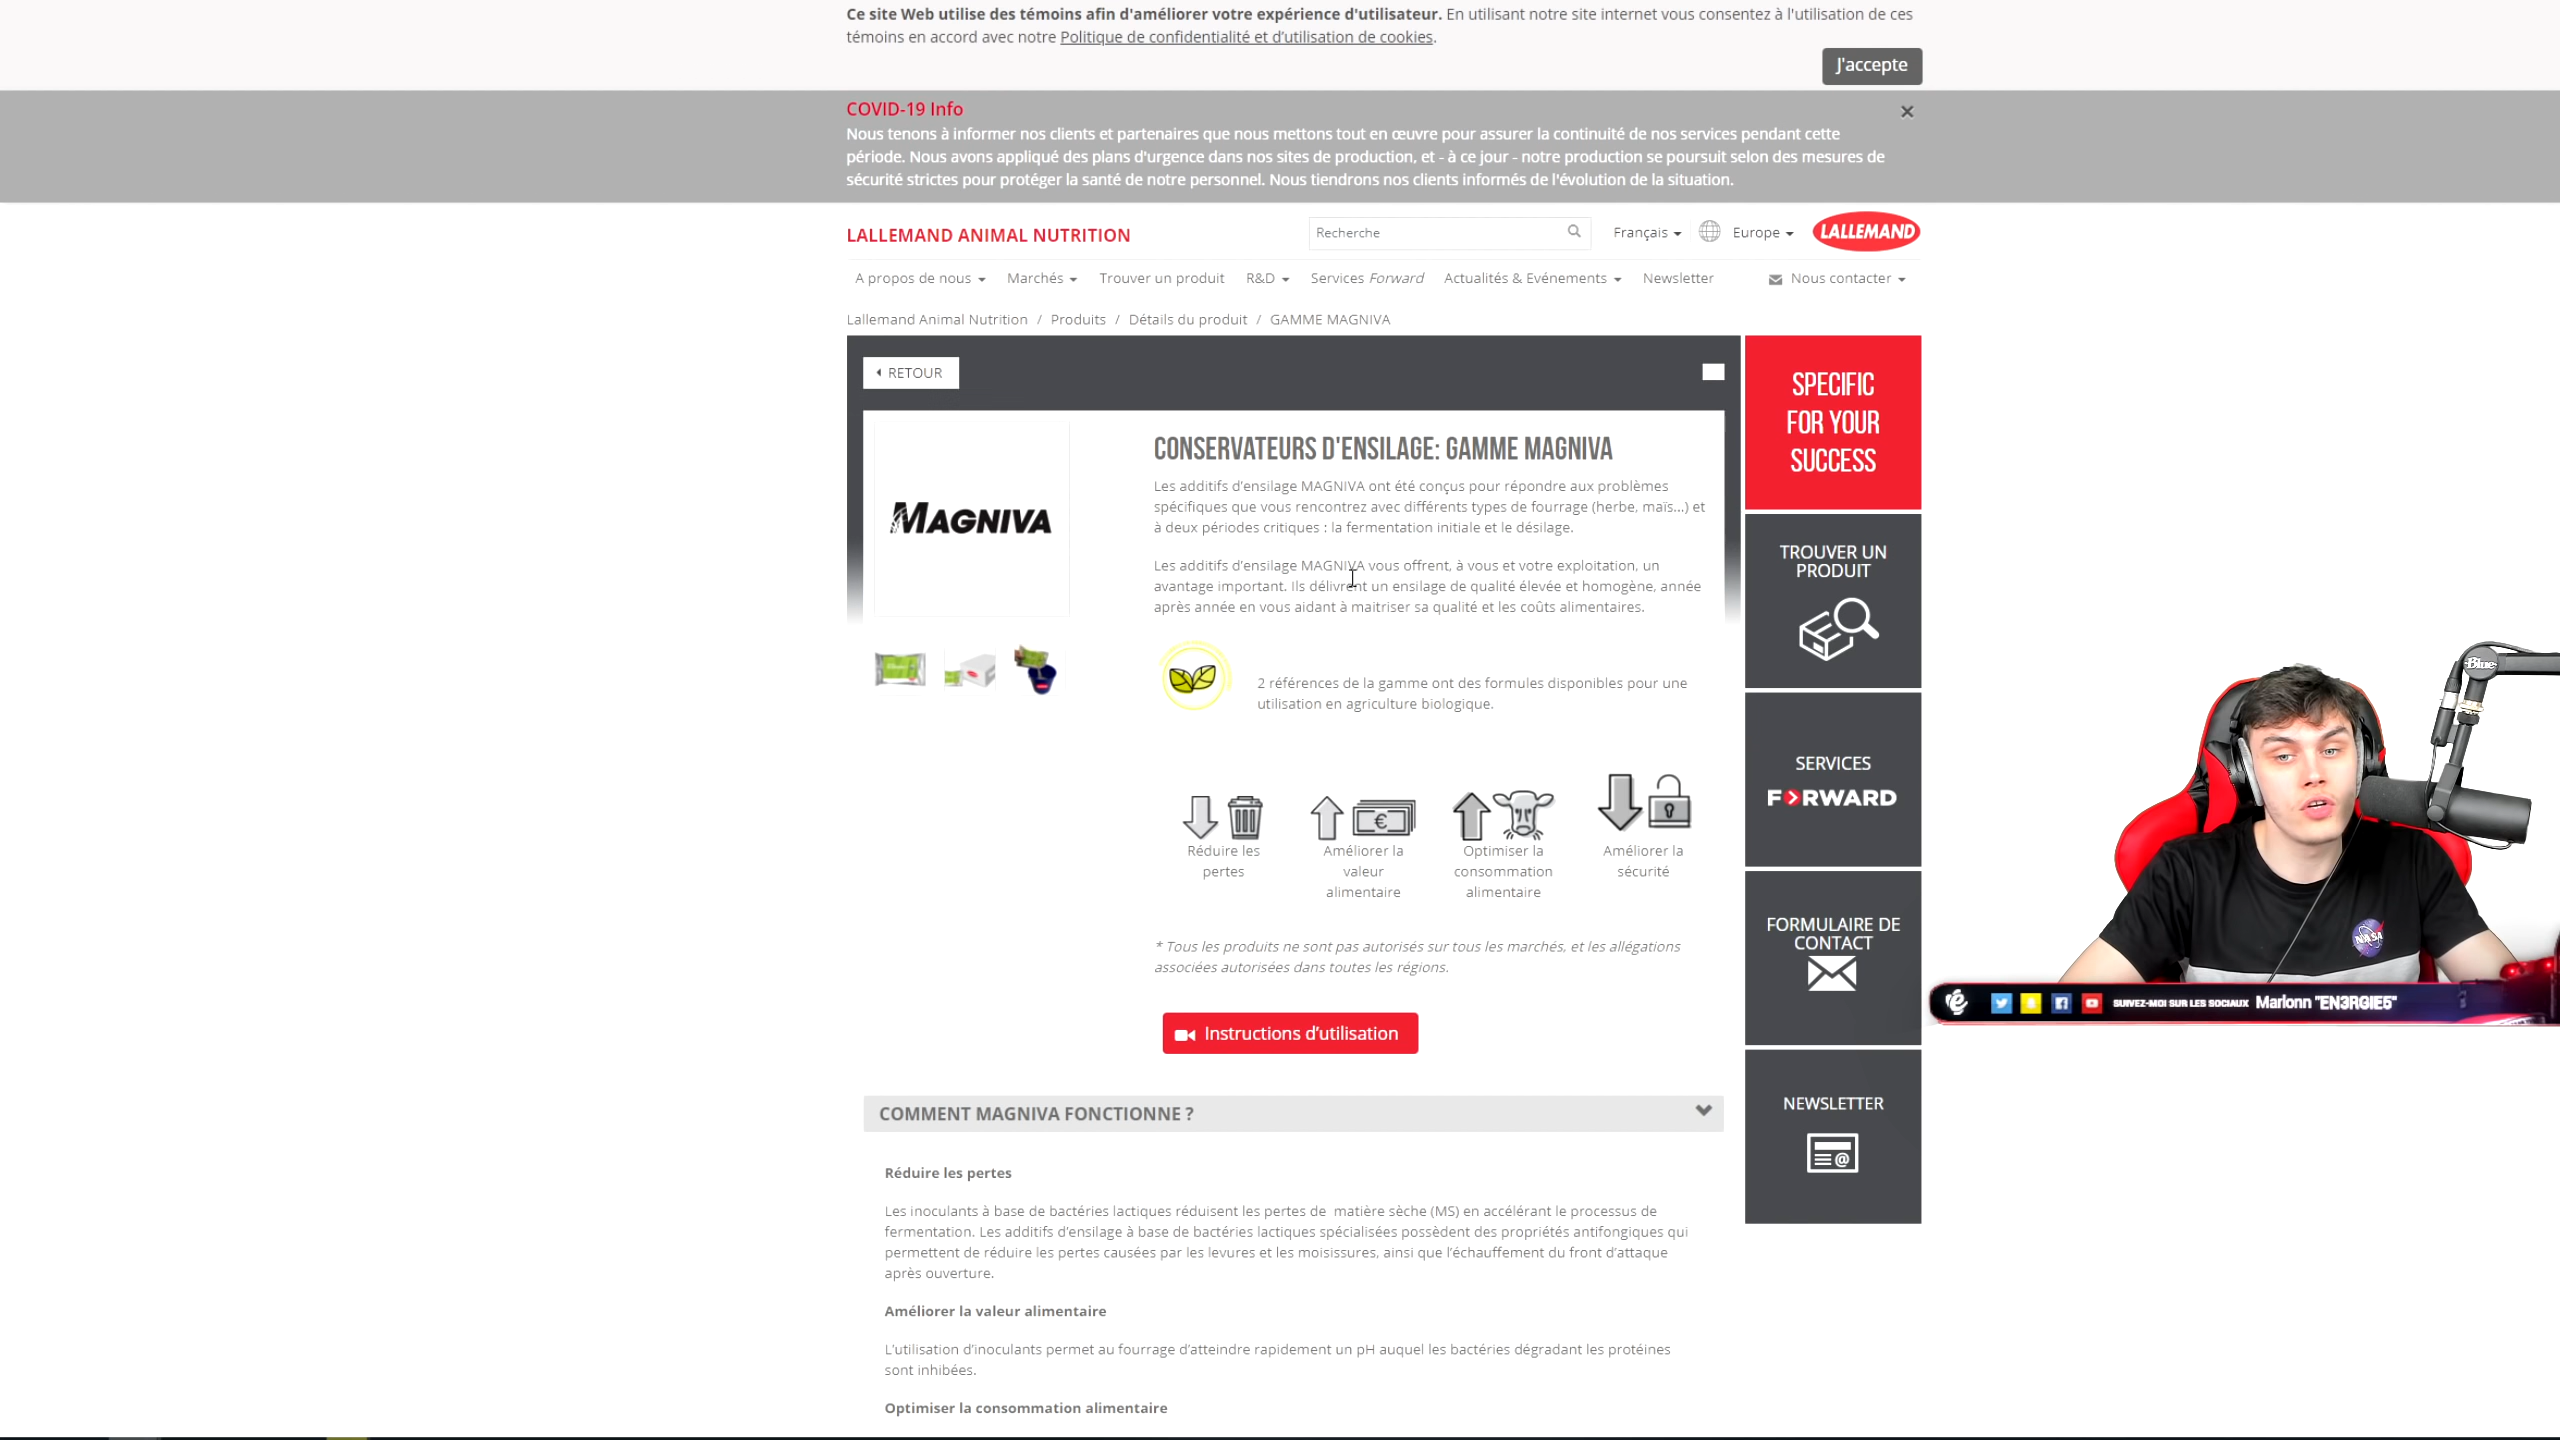 Ce site Web utilise des témoins afin d'améliorer votre expérience d'utilisateur. En utilisant notre site internet vous consentez à l'utilisation de ces
témoins en accord avec notre Politique de confidentialité et d'utilisation de cookies.
J'accepte
COVID-19 Info
Nous tenons à informer nos clients et partenaires que nous mettons tout en œuvre pour assurer la continuité de nos services pendant cette
période. Nous avons appliqué des plans d'urgence dans nos sites de production, et - à ce jour - notre production se poursuit selon des mesures de
sécurité strictes pour protéger la santé de notre personnel. Nous tiendrons nos clients informés de l'évolution de la situation.
LALLEMAND ANIMAL NUTRITION
Recherche
Français
Europe
LALLEMAND
A propos de nous Marchés Trouver un produit R&D Services Forward Actualités & Evénements Newsletter Nous contacter
Lallemand Animal Nutrition / Produits / Détails du produit / GAMME MAGNIVA
RETOUR
MAGNIVA
CONSERVATEURS D'ENSILAGE: GAMME MAGNIVA
Les additifs d'ensilage MAGNIVA ont été conçus pour répondre aux problèmes
spécifiques que vous rencontrez avec différents types de fourrage (herbe, maïs…) et
à deux périodes critiques : la fermentation initiale et le désilage.
Les additifs d'ensilage MAGNIVA vous offrent, à vous et votre exploitation, un
avantage important. Ils délivrent un ensilage de qualité élevée et homogène, année
après année en vous aidant à maitriser sa qualité et les coûts alimentaires.
2 références de la gamme ont des formules disponibles pour une
utilisation en agriculture biologique.
Réduire les
pertes
Améliorer la
valeur
alimentaire
Optimiser la
consommation
alimentaire
Améliorer la
sécurité
* Tous les produits ne sont pas autorisés sur tous les marchés, et les allégations
associées autorisées dans toutes les régions.
Instructions d'utilisation
COMMENT MAGNIVA FONCTIONNE ?
Réduire les pertes
Les inoculants à base de bactéries lactiques réduisent les pertes de matière sèche (MS) en accélérant le processus de
fermentation. Les additifs d'ensilage à base de bactéries lactiques spécialisées possèdent des propriétés antifongiques qui
permettent de réduire les pertes causées par les levures et les moisissures, ainsi que l'échauffement du front d'attaque
après ouverture.
Améliorer la valeur alimentaire
L'utilisation d'inoculants permet au fourrage d'atteindre rapidement un pH auquel les bactéries dégradant les protéines
sont inhibées.
Optimiser la consommation alimentaire
SPECIFIC
FOR YOUR
SUCCESS
TROUVER UN
PRODUIT
SERVICES
FORWARD
FORMULAIRE DE
CONTACT
NEWSLETTER
Blue
NASA
SUIVEZ-MOI SUR LES SOCIAUX Marlonn "EN3RGIE5"